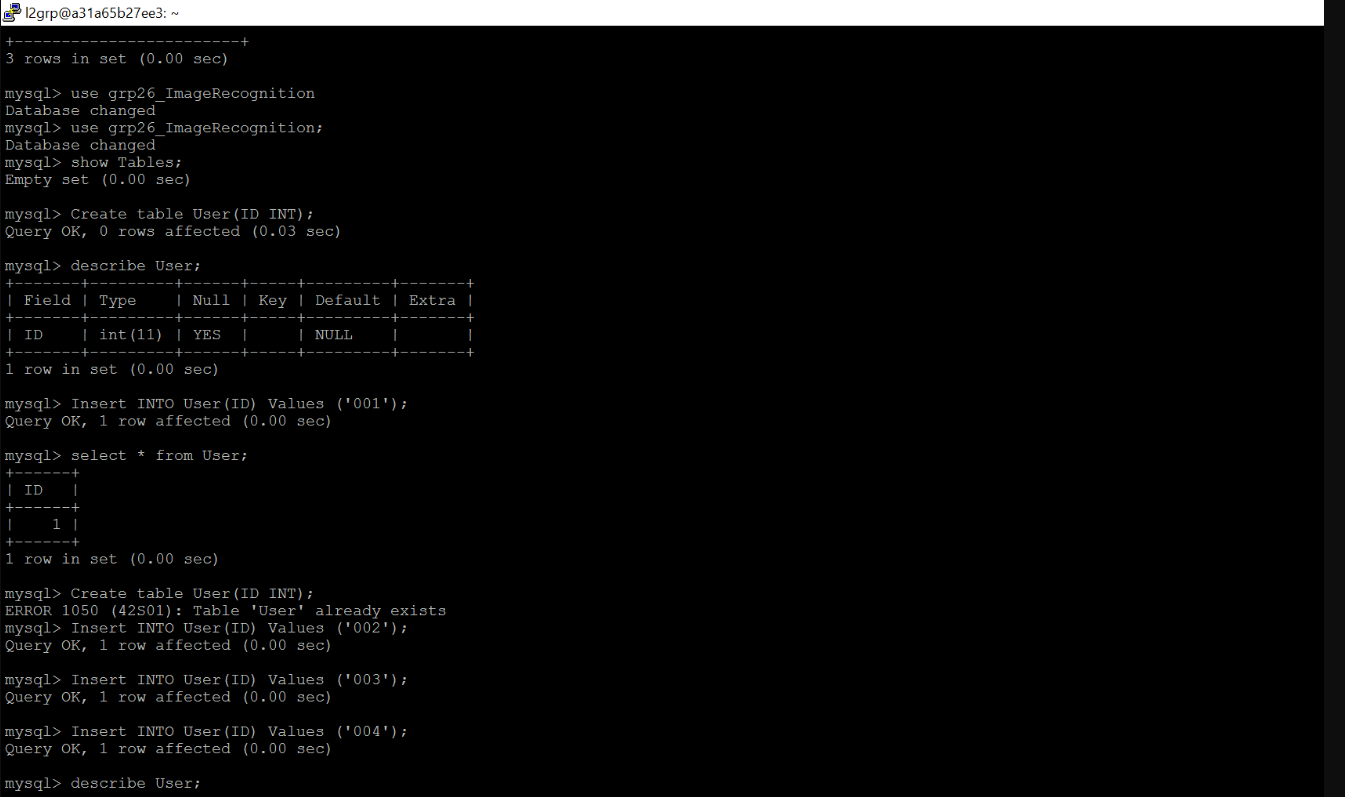 l2grp@a31a65b27ee3: ~
+------------------------+
3 rows in set (0.00 sec)
mysql> use grp26_ImageRecognition
Database changed
mysql> use grp26_ImageRecognition;
Database changed
mysql> show Tables;
Empty set (0.00 sec)
mysql> Create table User(ID INT);
Query OK, 0 rows affected (0.03 sec)
mysql> describe User;
+-------+---------+------+-----+---------+-------+
| Field | Type    | Null | Key | Default | Extra |
+-------+---------+------+-----+---------+-------+
| ID    | int(11) | YES  |     | NULL    |       |
+-------+---------+------+-----+---------+-------+
1 row in set (0.00 sec)
mysql> Insert INTO User(ID) Values ('001');
Query OK, 1 row affected (0.00 sec)
mysql> select * from User;
+------+
| ID   |
+------+
|    1 |
+------+
1 row in set (0.00 sec)
mysql> Create table User(ID INT);
ERROR 1050 (42S01): Table 'User' already exists
mysql> Insert INTO User(ID) Values ('002');
Query OK, 1 row affected (0.00 sec)
mysql> Insert INTO User(ID) Values ('003');
Query OK, 1 row affected (0.00 sec)
mysql> Insert INTO User(ID) Values ('004');
Query OK, 1 row affected (0.00 sec)
mysql> describe User;